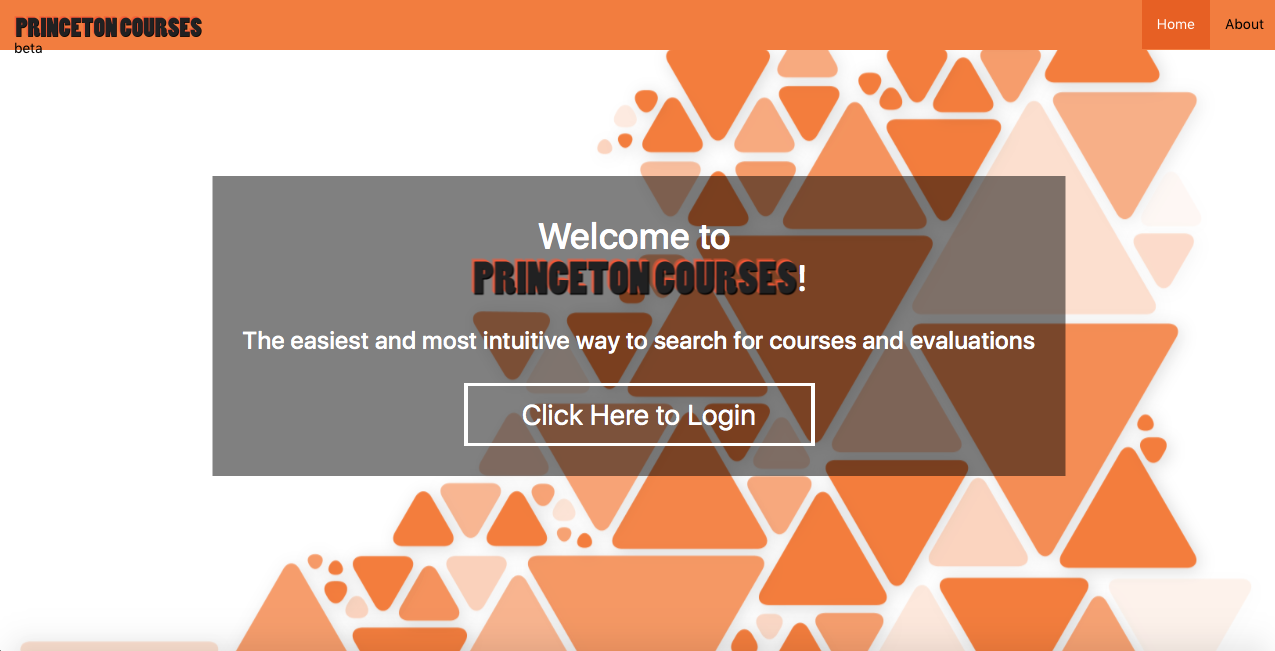 PRINCETON COURSES
beta
Home
About
Welcome to
PRINCETON COURSES!
The easiest and most intuitive way to search for courses and evaluations
Click Here to Login